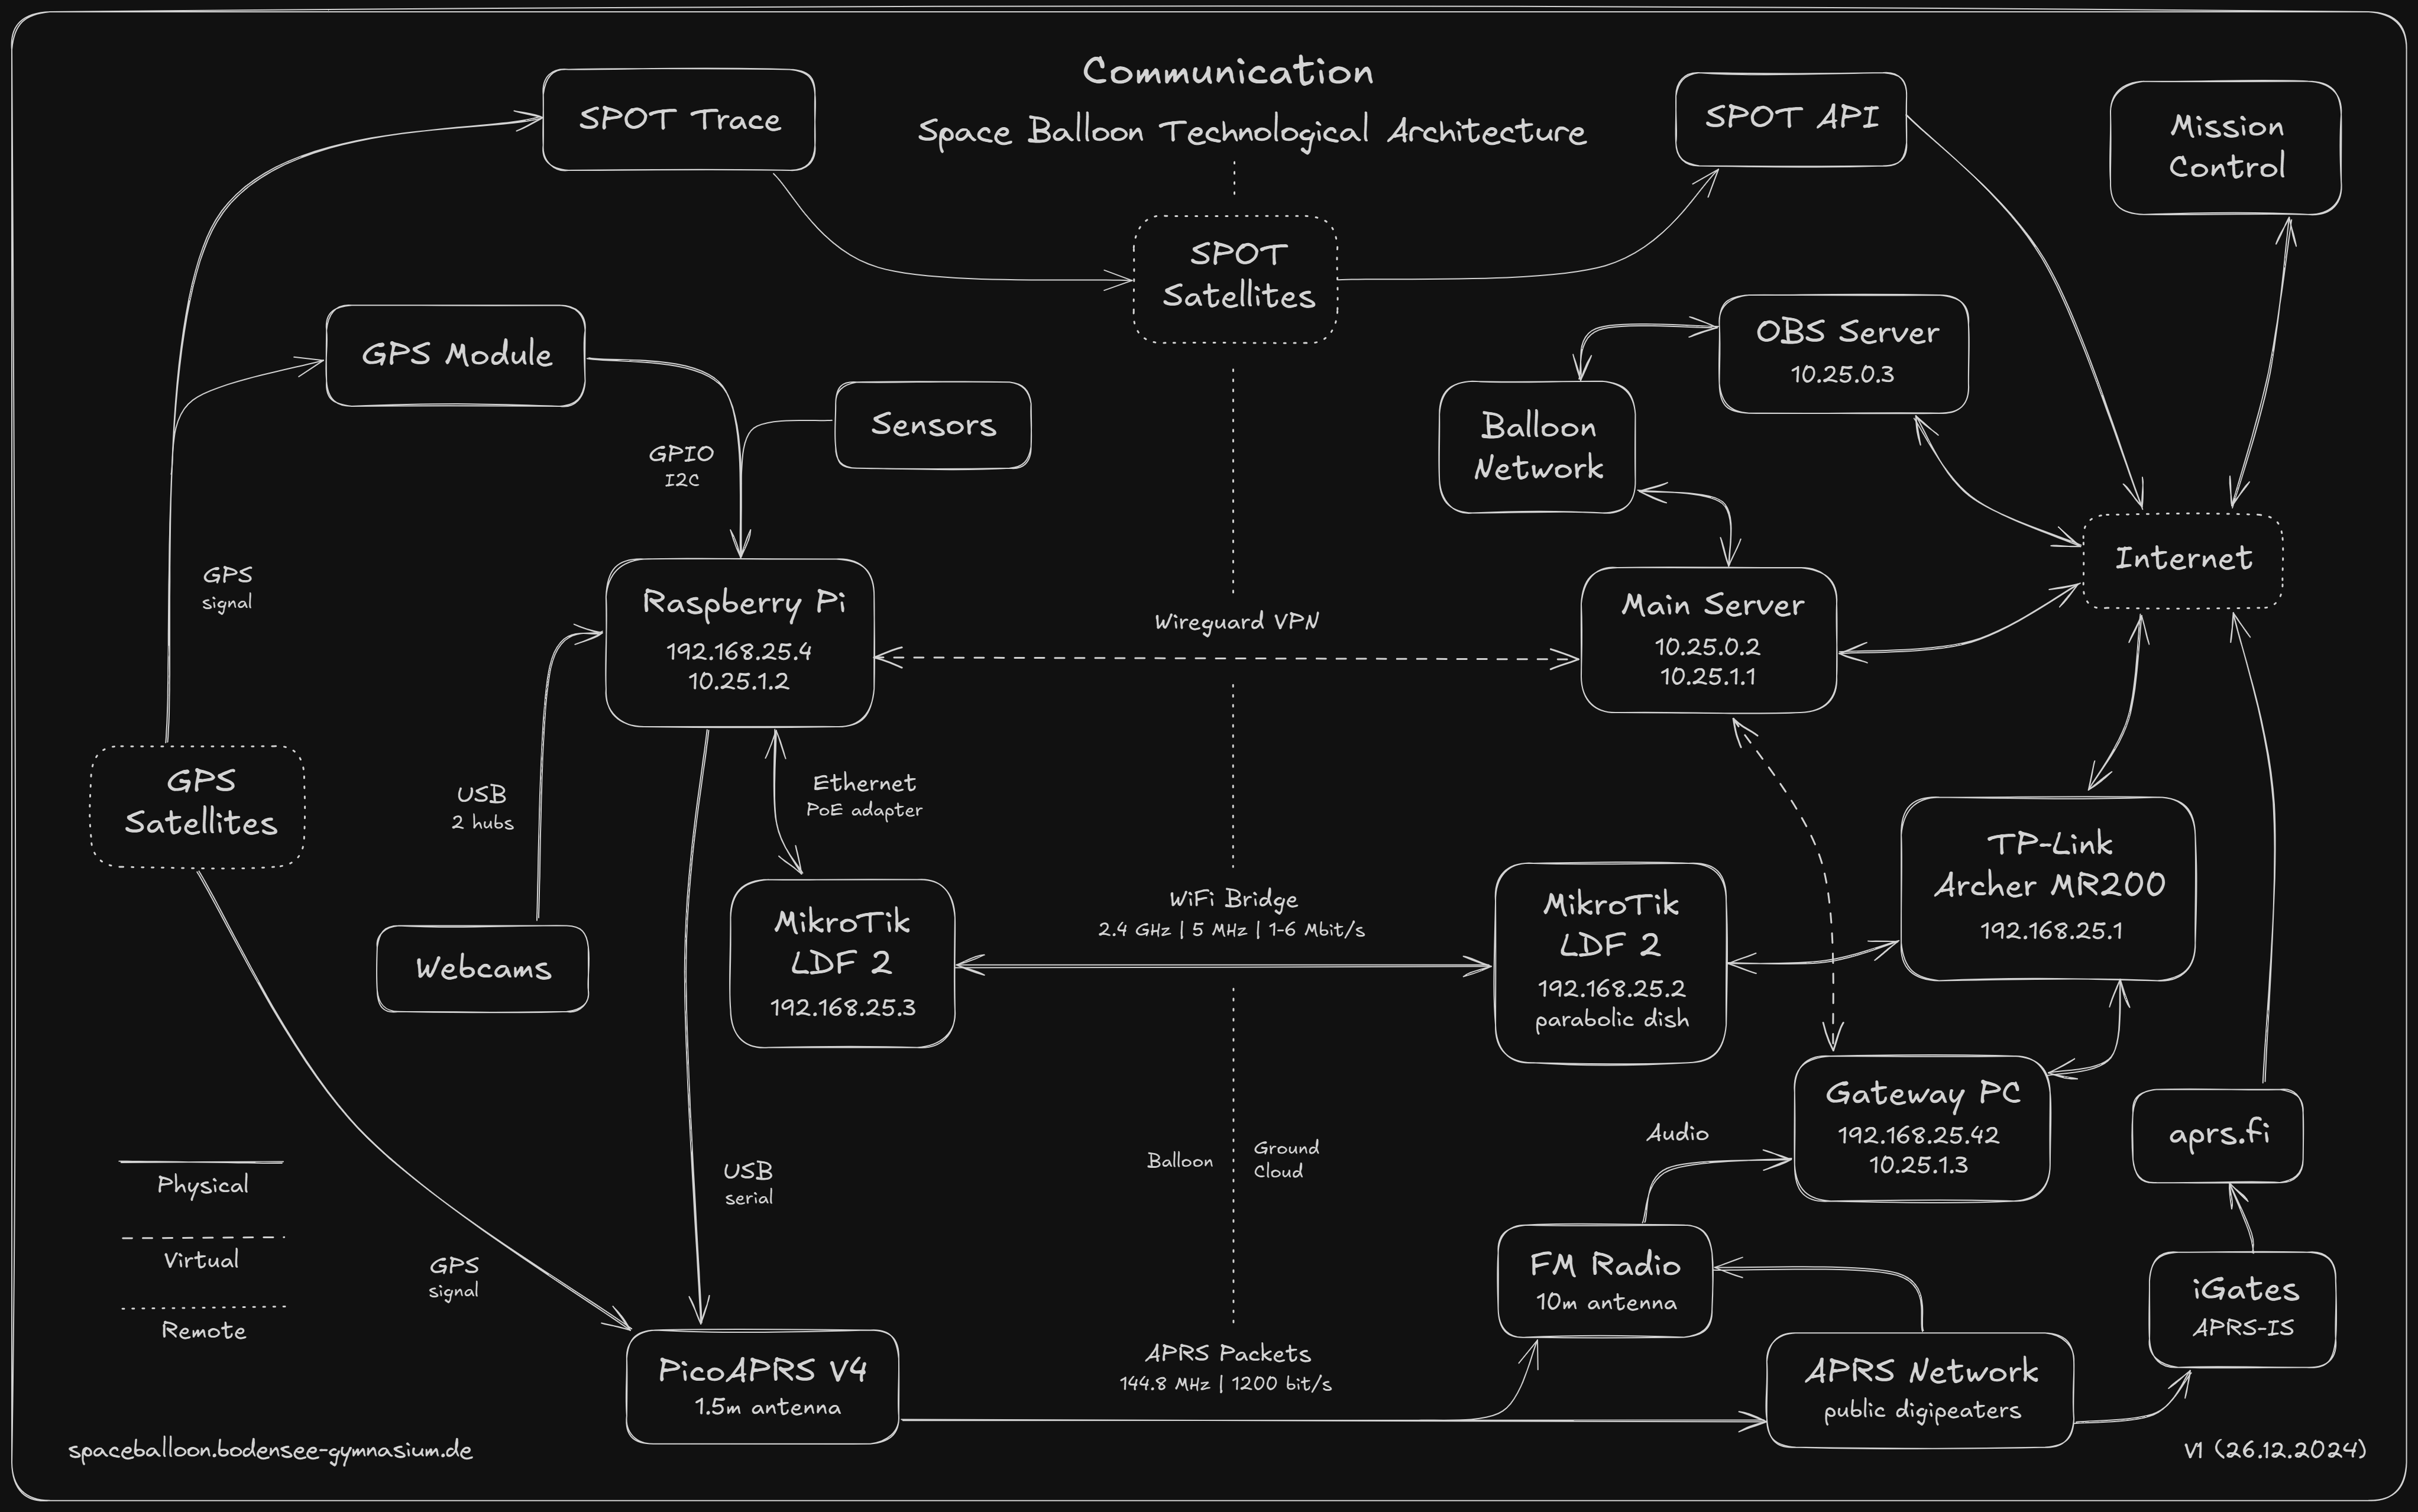 Communication
Space Balloon Technological Architecture
SPOT Trace
SPOT API
Mission
Control
SPOT
Satellites
GPS Module
OBS Server
10.25.0.3
Sensors
Balloon
Network
GPIO
I2C
Internet
GPS
signal
Raspberry Pi
192.168.25.4
10.25.1.2
Wireguard VPN
Main Server
10.25.0.2
10.25.1.1
GPS
Satellites
USB
2 hubs
Ethernet
PoE adapter
TP-Link
Archer MR200
192.168.25.1
Webcams
MikroTik
LDF 2
192.168.25.3
WiFi Bridge
2.4 GHz | 5 MHz | 1-6 Mbit/s
MikroTik
LDF 2
192.168.25.2
parabolic dish
Gateway PC
192.168.25.42
10.25.1.3
aprs.fi
Audio
Balloon
Ground
Cloud
Physical
Virtual
Remote
USB
serial
GPS
signal
FM Radio
10m antenna
iGates
APRS-IS
PicoAPRS V4
1.5m antenna
APRS Packets
144.8 MHz | 1200 bit/s
APRS Network
public digipeaters
spaceballoon.bodensee-gymnasium.de
V1 (26.12.2024)